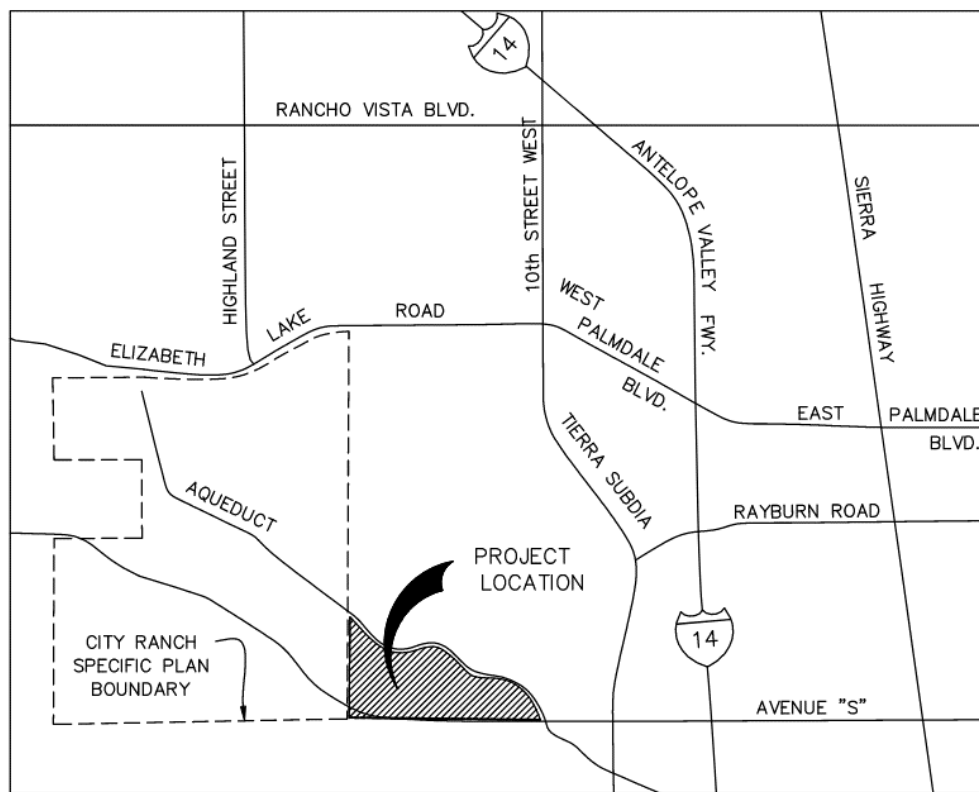 14
RANCHO VISTA BLVD.
HIGHLAND STREET
10th STREET WEST
ANTELOPE VALLEY FWY.
SIERRA HIGHWAY
ELIZABETH LAKE ROAD
WEST PALMDALE
BLVD.
EAST PALMDALE
BLVD.
TIERRA SUBDIA
AQUEDUCT
RAYBURN ROAD
PROJECT
LOCATION
14
CITY RANCH
SPECIFIC PLAN
BOUNDARY
AVENUE "S"